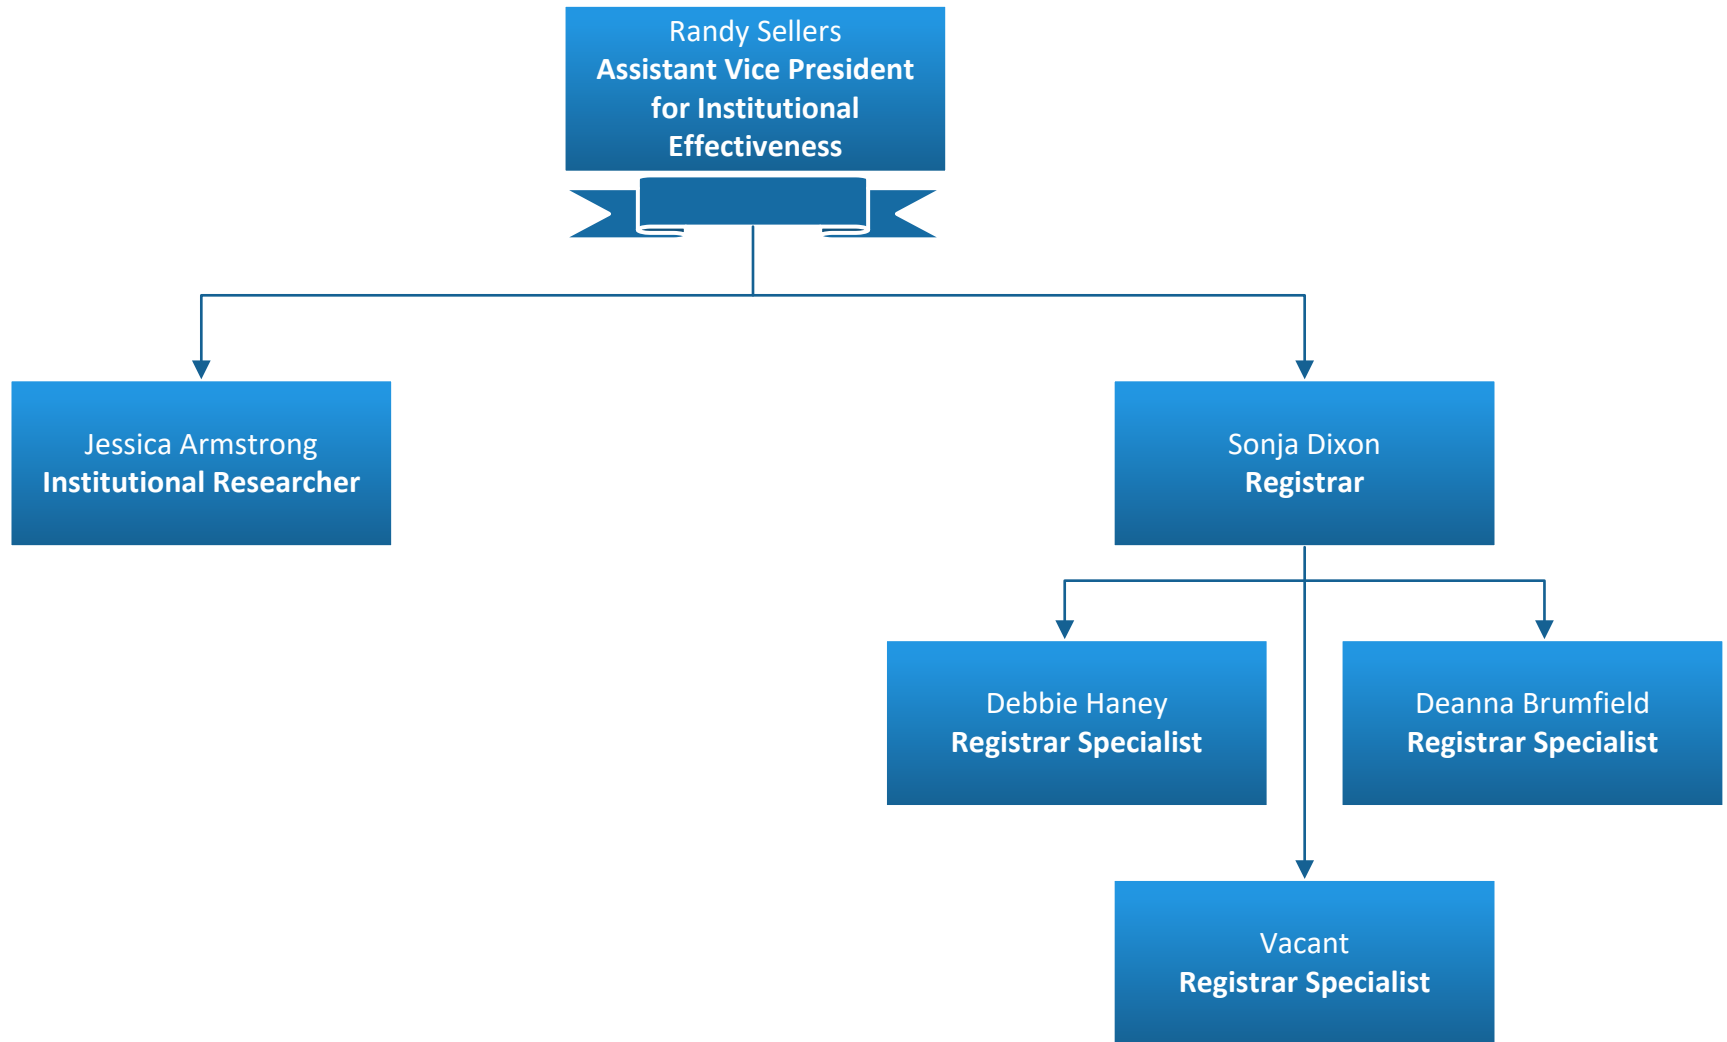 Randy Sellers
Assistant Vice President
for Institutional
Effectiveness
Jessica Armstrong
Institutional Researcher
Sonja Dixon
Registrar
Debbie Haney
Registrar Specialist
Deanna Brumfield
Registrar Specialist
Vacant
Registrar Specialist